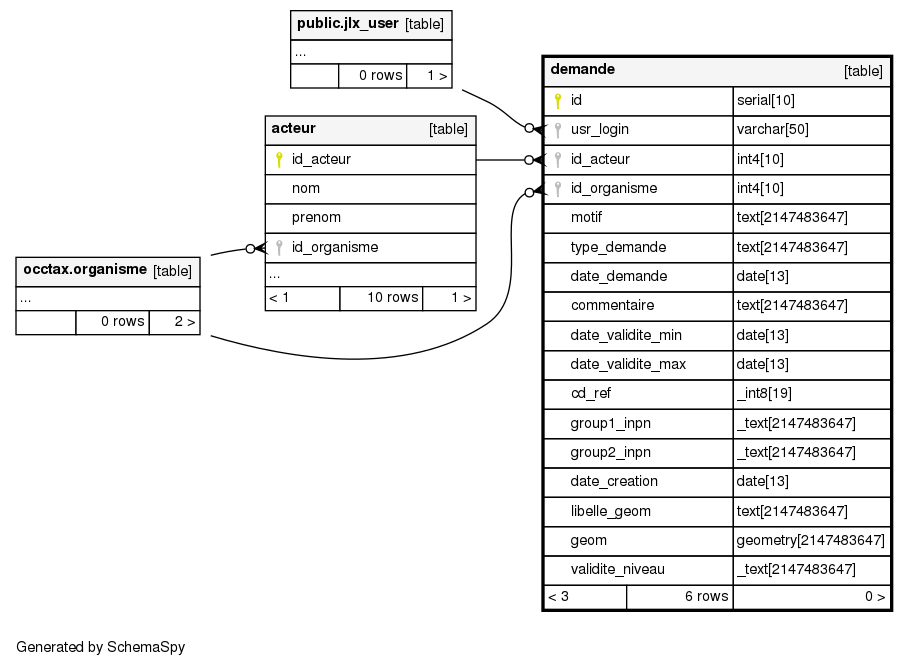 public.jlx_user [table]
...
0 rows 1 >
acteur [table]
id_acteur
nom
prenom
id_organisme
...
< 1 10 rows 1 >
occtax.organisme [table]
...
0 rows 2 >
demande [table]
id serial[10]
usr_login varchar[50]
id_acteur int4[10]
id_organisme int4[10]
motif text[2147483647]
type_demande text[2147483647]
date_demande date[13]
commentaire text[2147483647]
date_validite_min date[13]
date_validite_max date[13]
cd_ref _int8[19]
group1_inpn _text[2147483647]
group2_inpn _text[2147483647]
date_creation date[13]
libelle_geom text[2147483647]
geom geometry[2147483647]
validite_niveau _text[2147483647]
< 3 6 rows 0 >
Generated by SchemaSpy